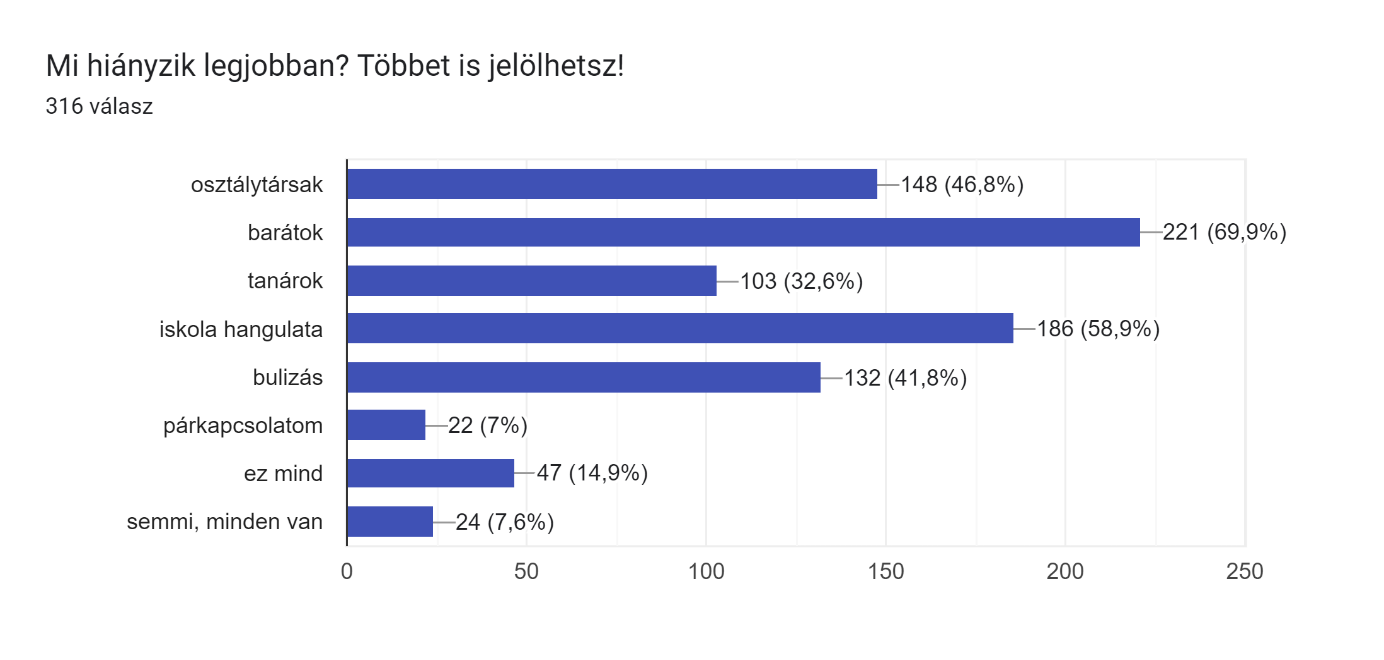 Mi hiányzik legjobban? Többet is jelölhetsz!
316 válasz
osztálytársak 148 (46,8%)
barátok 221 (69,9%)
tanárok 103 (32,6%)
iskola hangulata 186 (58,9%)
bulizás 132 (41,8%)
párkapcsolatom 22 (7%)
ez mind 47 (14,9%)
semmi, minden van 24 (7,6%)
0 50 100 150 200 250